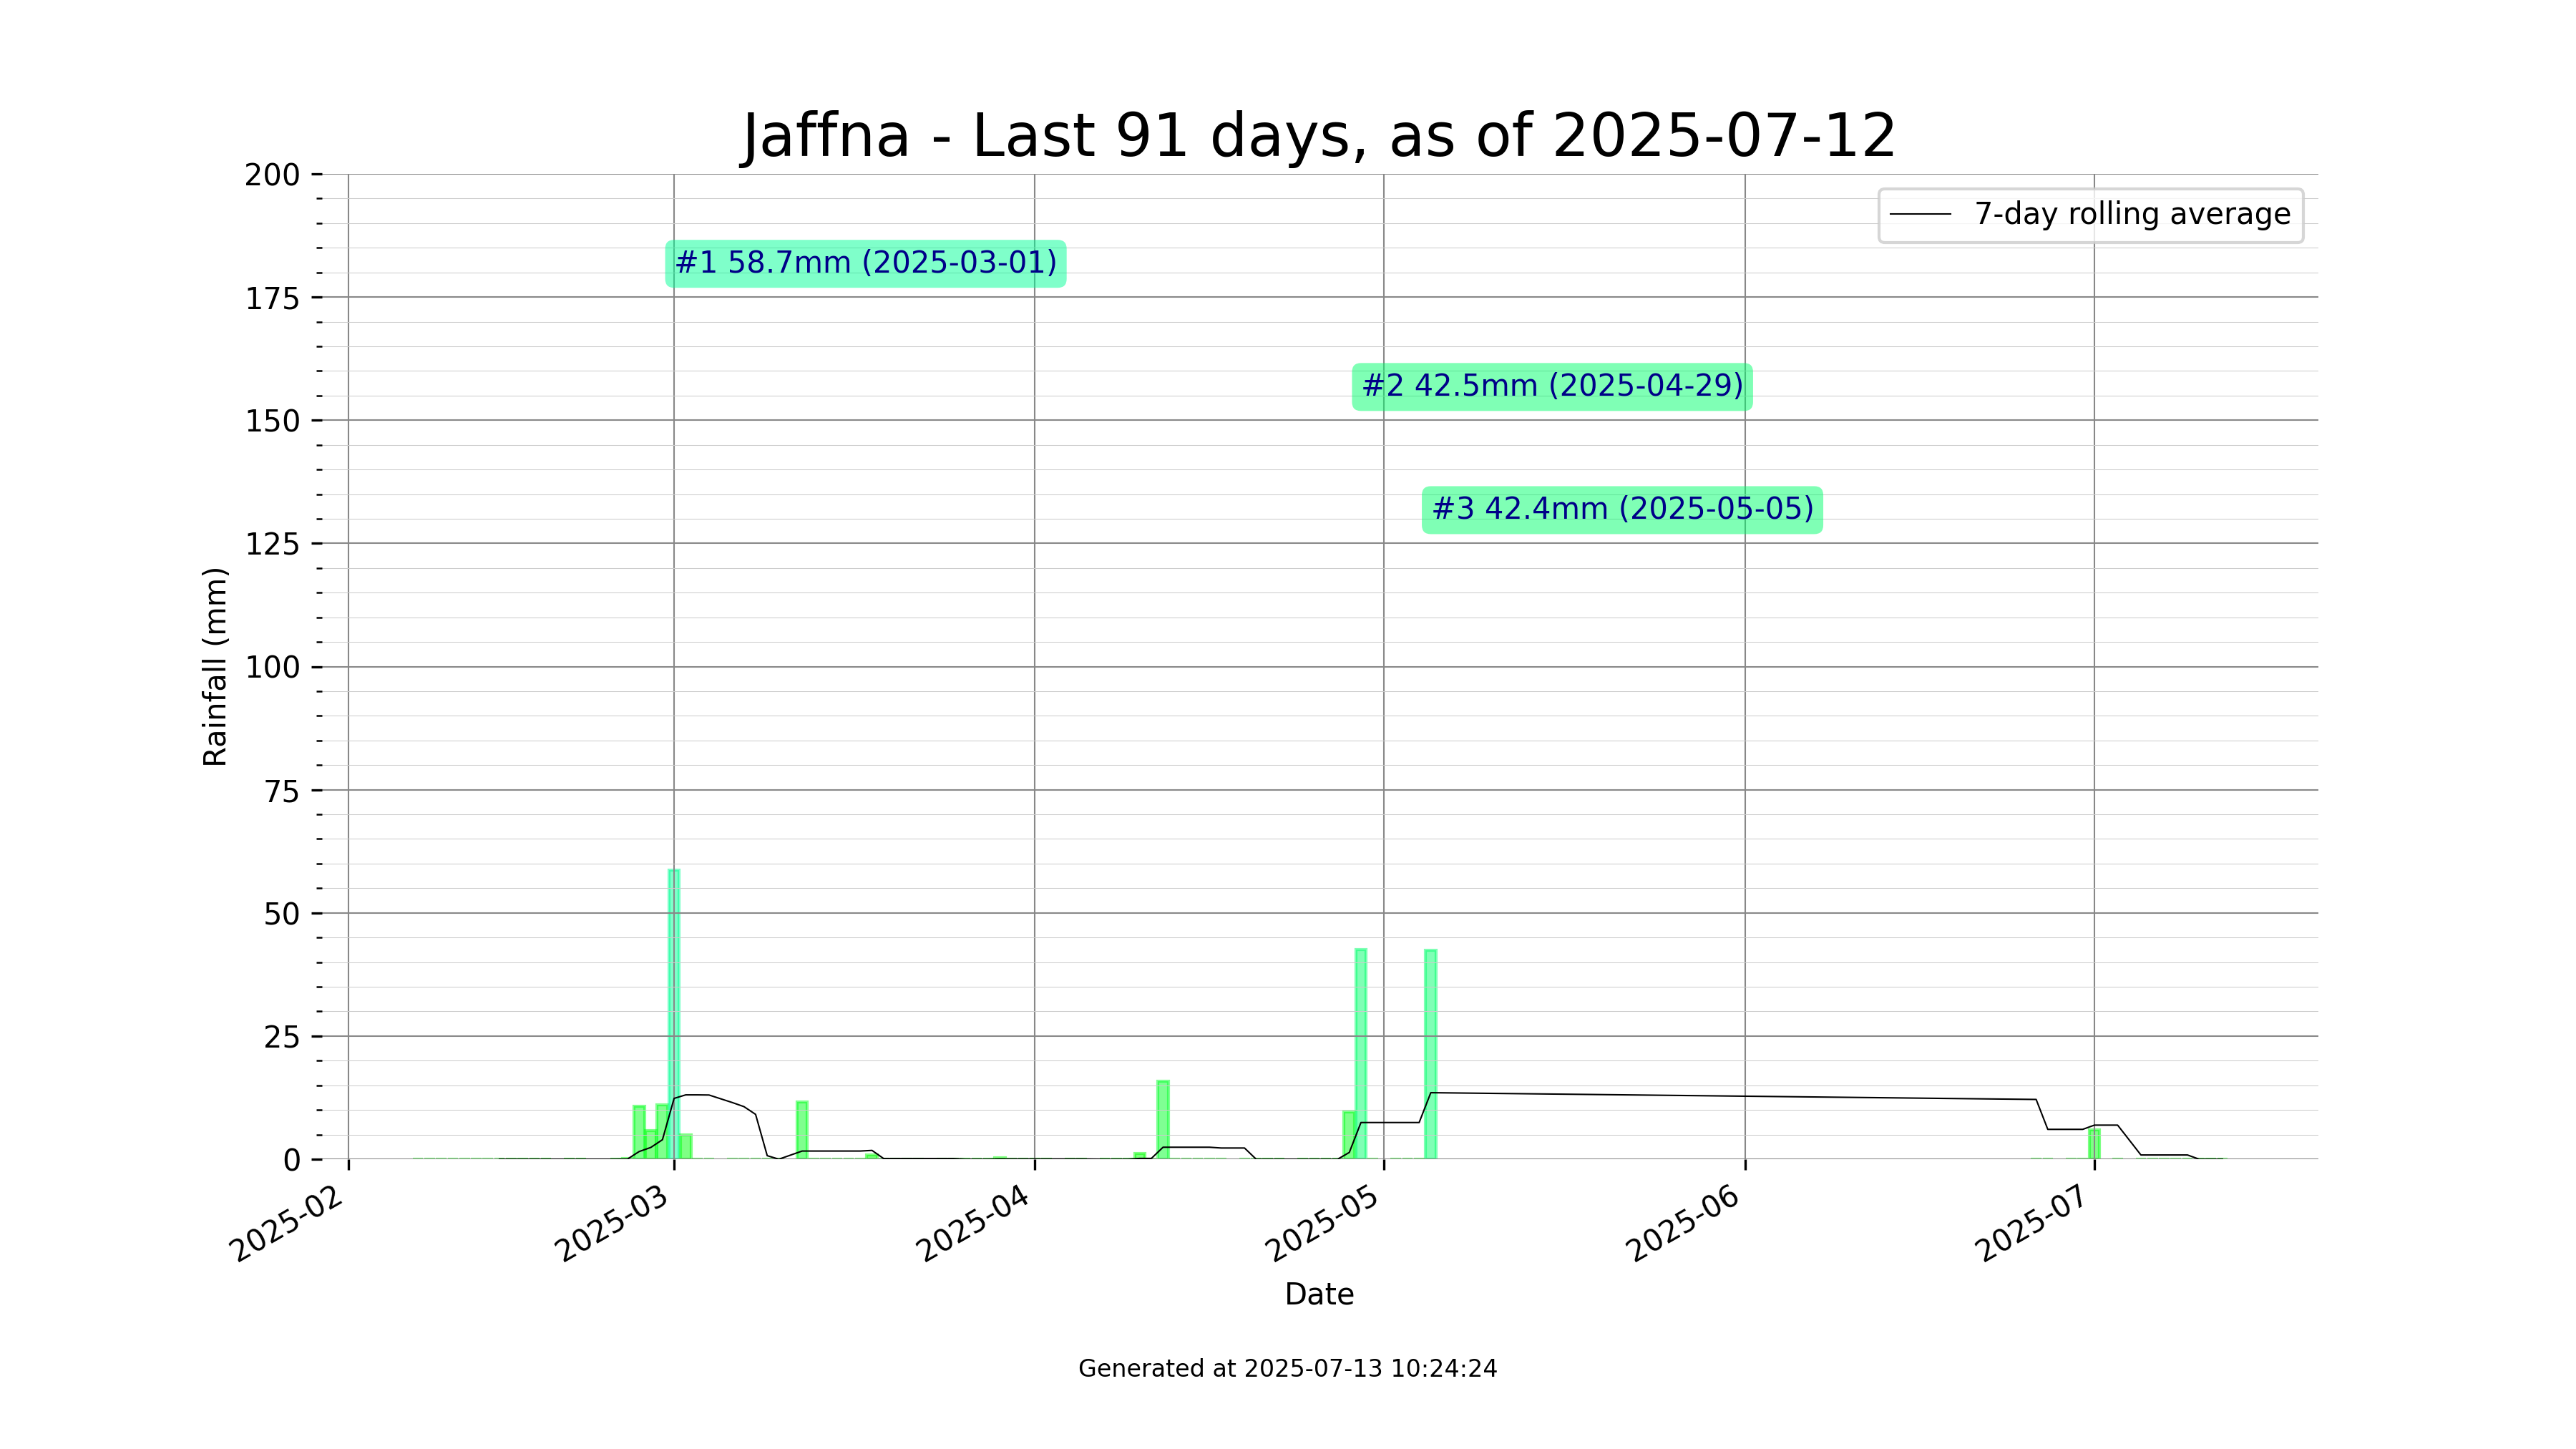 Jaffna - Last 91 days, as of 2025-07-12
7-day rolling average
#1 58.7mm (2025-03-01)
#2 42.5mm (2025-04-29)
#3 42.4mm (2025-05-05)
Rainfall (mm)
200
175
150
125
100
75
50
25
0
2025-02
2025-03
2025-04
2025-05
2025-06
2025-07
Date
Generated at 2025-07-13 10:24:24